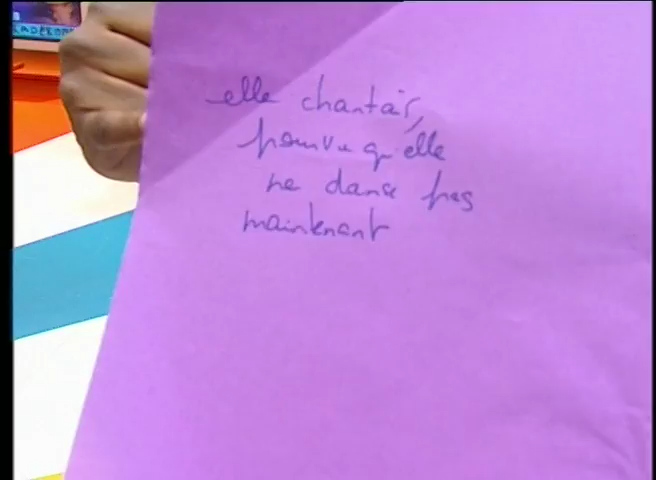 elle chantais,
pourvu qu'elle
ne danse pas
maintenant